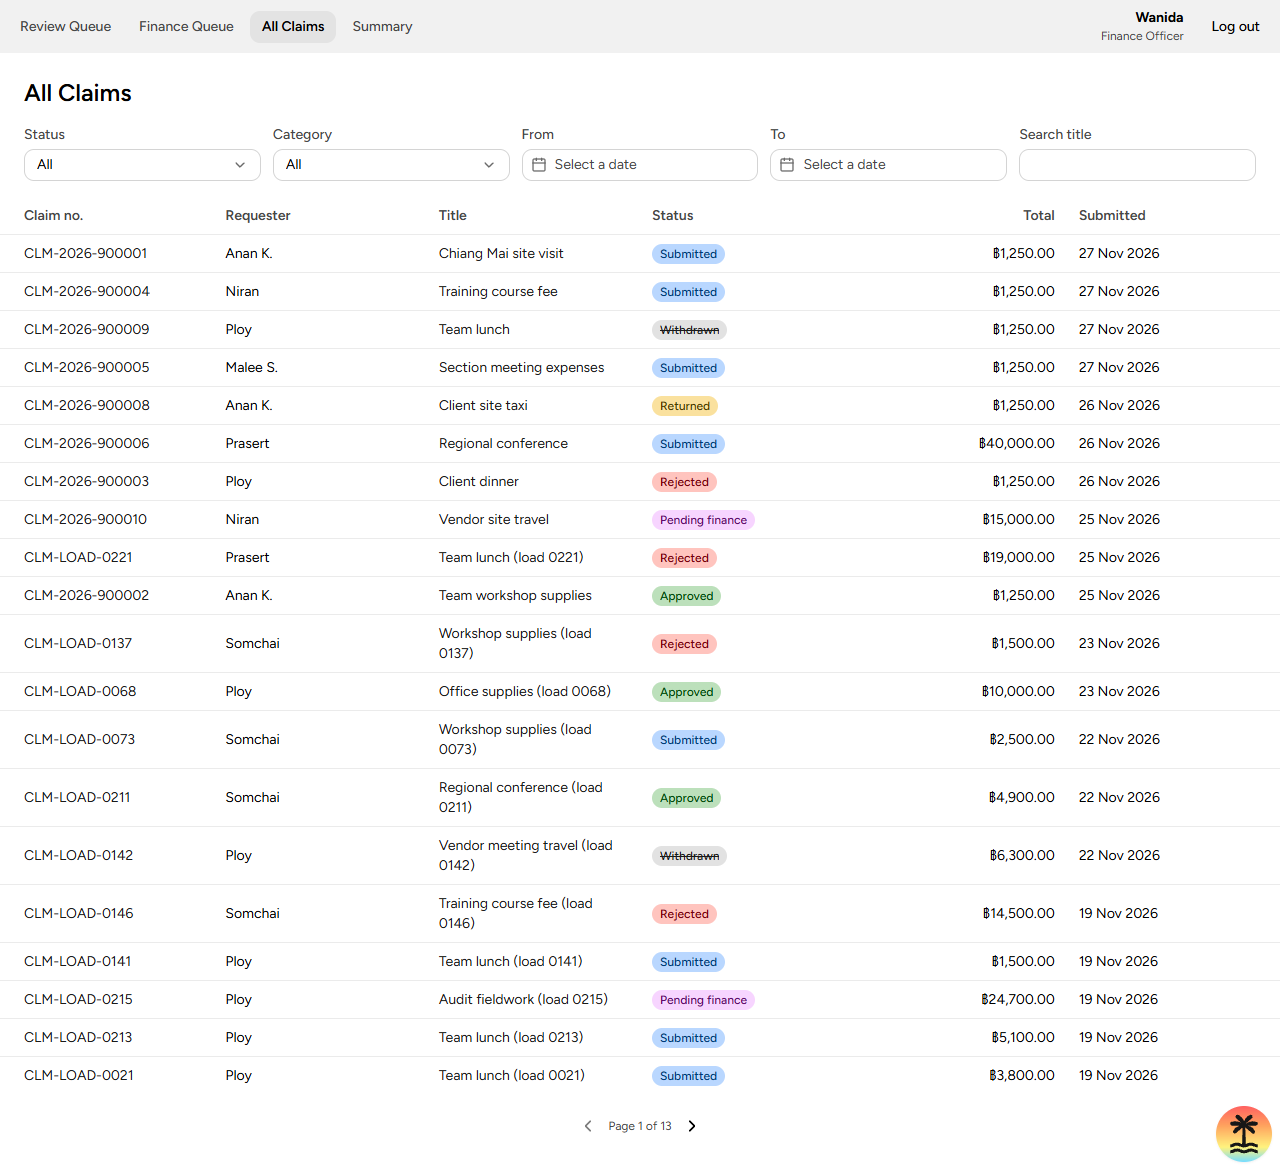 Review Queue
Finance Queue
All Claims
Summary
Wanida
Finance Officer
Log out
All Claims
Status
Category
From
To
Search title
All
All
Select a date
Select a date
Claim no. Requester Title Status Total Submitted
CLM-2026-900001 Anan K. Chiang Mai site visit Submitted ฿1,250.00 27 Nov 2026
CLM-2026-900004 Niran Training course fee Submitted ฿1,250.00 27 Nov 2026
CLM-2026-900009 Ploy Team lunch Withdrawn ฿1,250.00 27 Nov 2026
CLM-2026-900005 Malee S. Section meeting expenses Submitted ฿1,250.00 27 Nov 2026
CLM-2026-900008 Anan K. Client site taxi Returned ฿1,250.00 26 Nov 2026
CLM-2026-900006 Prasert Regional conference Submitted ฿40,000.00 26 Nov 2026
CLM-2026-900003 Ploy Client dinner Rejected ฿1,250.00 26 Nov 2026
CLM-2026-900010 Niran Vendor site travel Pending finance ฿15,000.00 25 Nov 2026
CLM-LOAD-0221 Prasert Team lunch (load 0221) Rejected ฿19,000.00 25 Nov 2026
CLM-2026-900002 Anan K. Team workshop supplies Approved ฿1,250.00 25 Nov 2026
CLM-LOAD-0137 Somchai Workshop supplies (load
0137) Rejected ฿1,500.00 23 Nov 2026
CLM-LOAD-0068 Ploy Office supplies (load 0068) Approved ฿10,000.00 23 Nov 2026
CLM-LOAD-0073 Somchai Workshop supplies (load
0073) Submitted ฿2,500.00 22 Nov 2026
CLM-LOAD-0211 Somchai Regional conference (load
0211) Approved ฿4,900.00 22 Nov 2026
CLM-LOAD-0142 Ploy Vendor meeting travel (load
0142) Withdrawn ฿6,300.00 22 Nov 2026
CLM-LOAD-0146 Somchai Training course fee (load
0146) Rejected ฿14,500.00 19 Nov 2026
CLM-LOAD-0141 Ploy Team lunch (load 0141) Submitted ฿1,500.00 19 Nov 2026
CLM-LOAD-0215 Ploy Audit fieldwork (load 0215) Pending finance ฿24,700.00 19 Nov 2026
CLM-LOAD-0213 Ploy Team lunch (load 0213) Submitted ฿5,100.00 19 Nov 2026
CLM-LOAD-0021 Ploy Team lunch (load 0021) Submitted ฿3,800.00 19 Nov 2026
Page 1 of 13